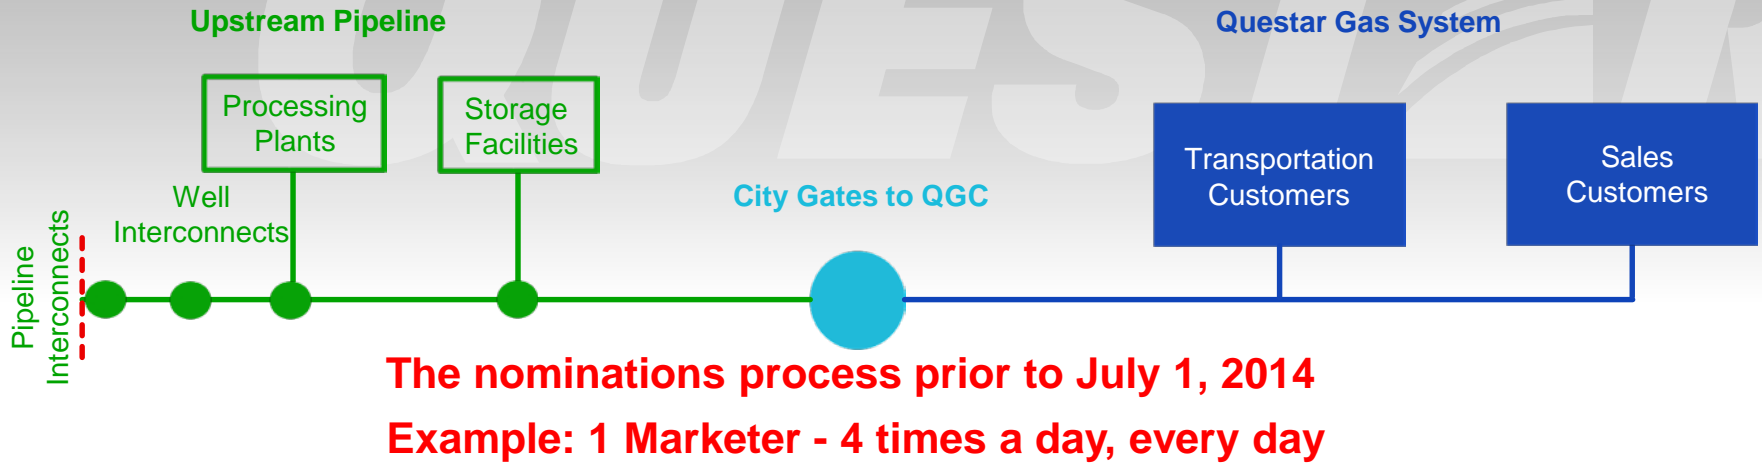 QUESTAR
Upstream Pipeline
Questar Gas System
Processing
Plants
Storage
Facilities
Transportation
Customers
Sales
Customers
Well
Interconnects
City Gates to QGC
Pipeline
Interconnects
The nominations process prior to July 1, 2014
Example: 1 Marketer - 4 times a day, every day